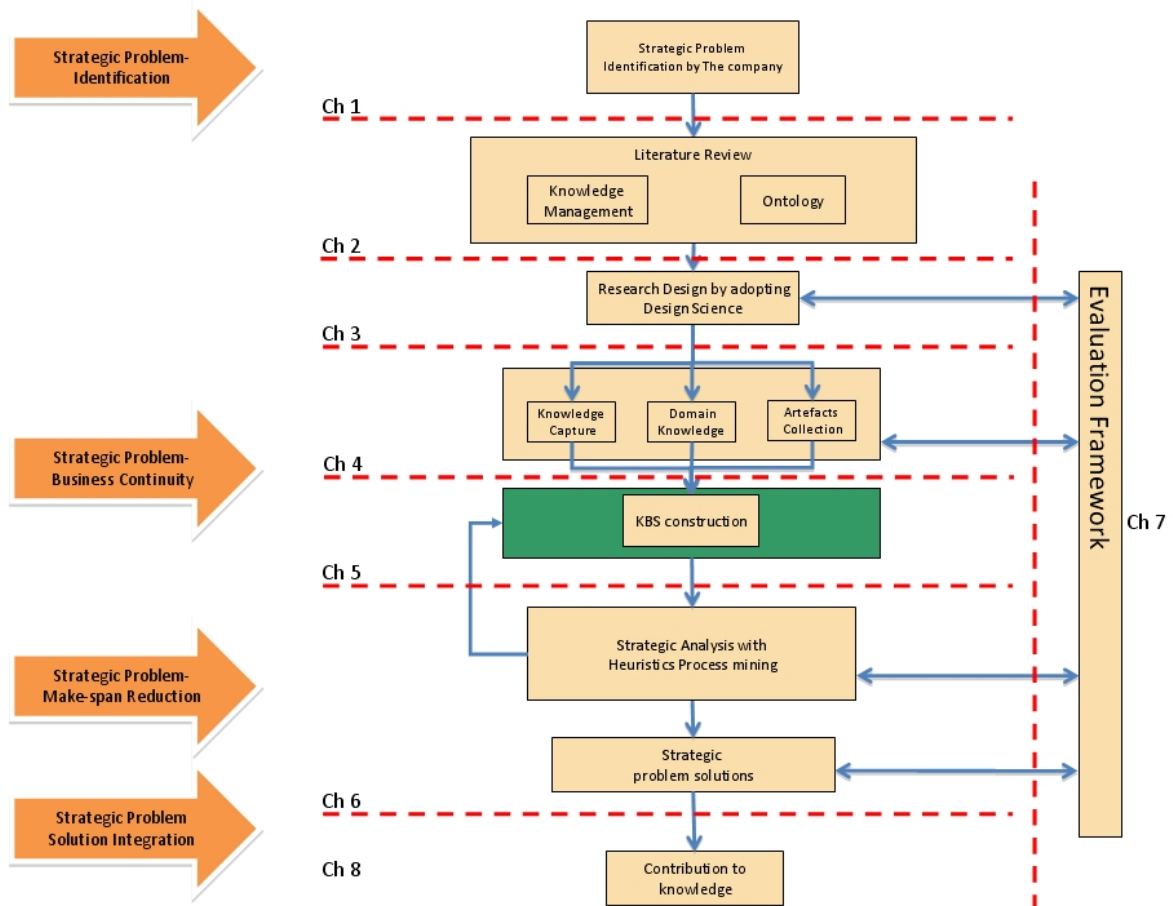 Strategic Problem-
Identification
Strategic Problem
Identification by The company
Ch 1
Literature Review
Knowledge
Management
Ontology
Ch 2
Research Design by adopting
Design Science
Ch 3
Evaluation Framework
Ch 7
Knowledge
Capture
Domain
Knowledge
Artefacts
Collection
Strategic Problem-
Business Continuity
Ch 4
KBS construction
Ch 5
Strategic Analysis with
Heuristics Process mining
Strategic Problem-
Make-span Reduction
Strategic
problem solutions
Ch 6
Strategic Problem
Solution Integration
Ch 8
Contribution to
knowledge